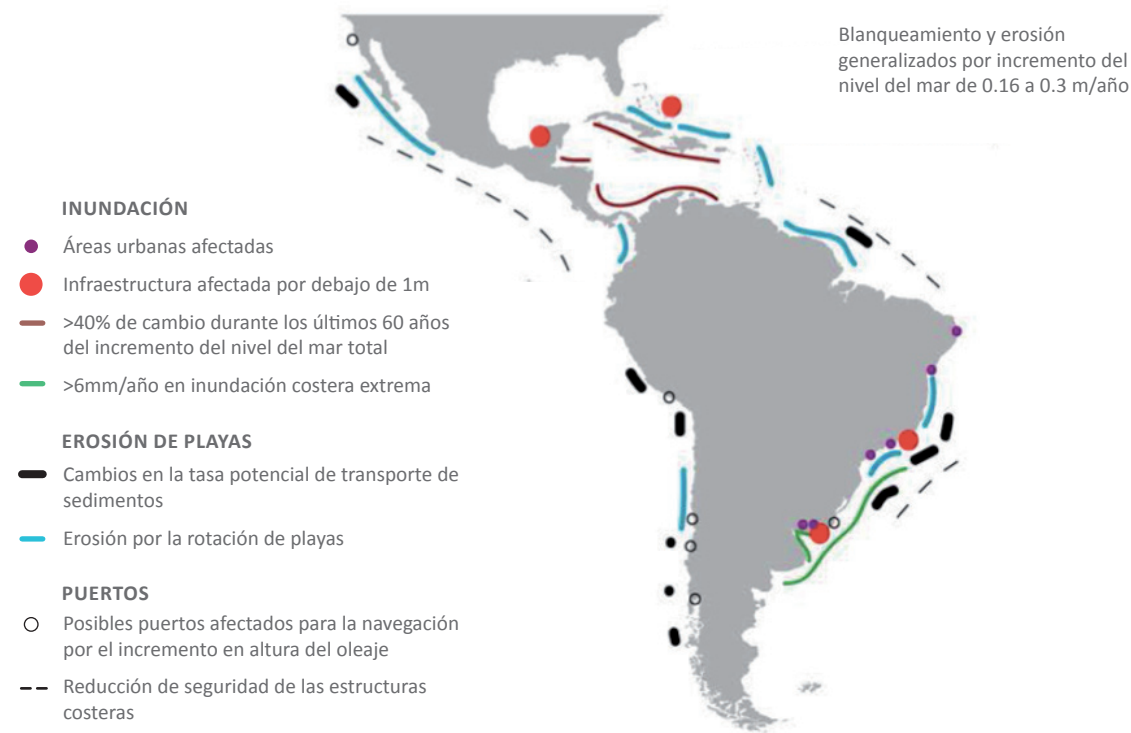 Blanqueamiento y erosión
generalizados por incremento del
nivel del mar de 0.16 a 0.3 m/año
INUNDACIÓN
Áreas urbanas afectadas
Infraestructura afectada por debajo de 1m
>40% de cambio durante los últimos 60 años
del incremento del nivel del mar total
>6mm/año en inundación costera extrema
EROSIÓN DE PLAYAS
Cambios en la tasa potencial de transporte de
sedimentos
Erosión por la rotación de playas
PUERTOS
Posibles puertos afectados para la navegación
por el incremento en altura del oleaje
Reducción de seguridad de las estructuras
costeras